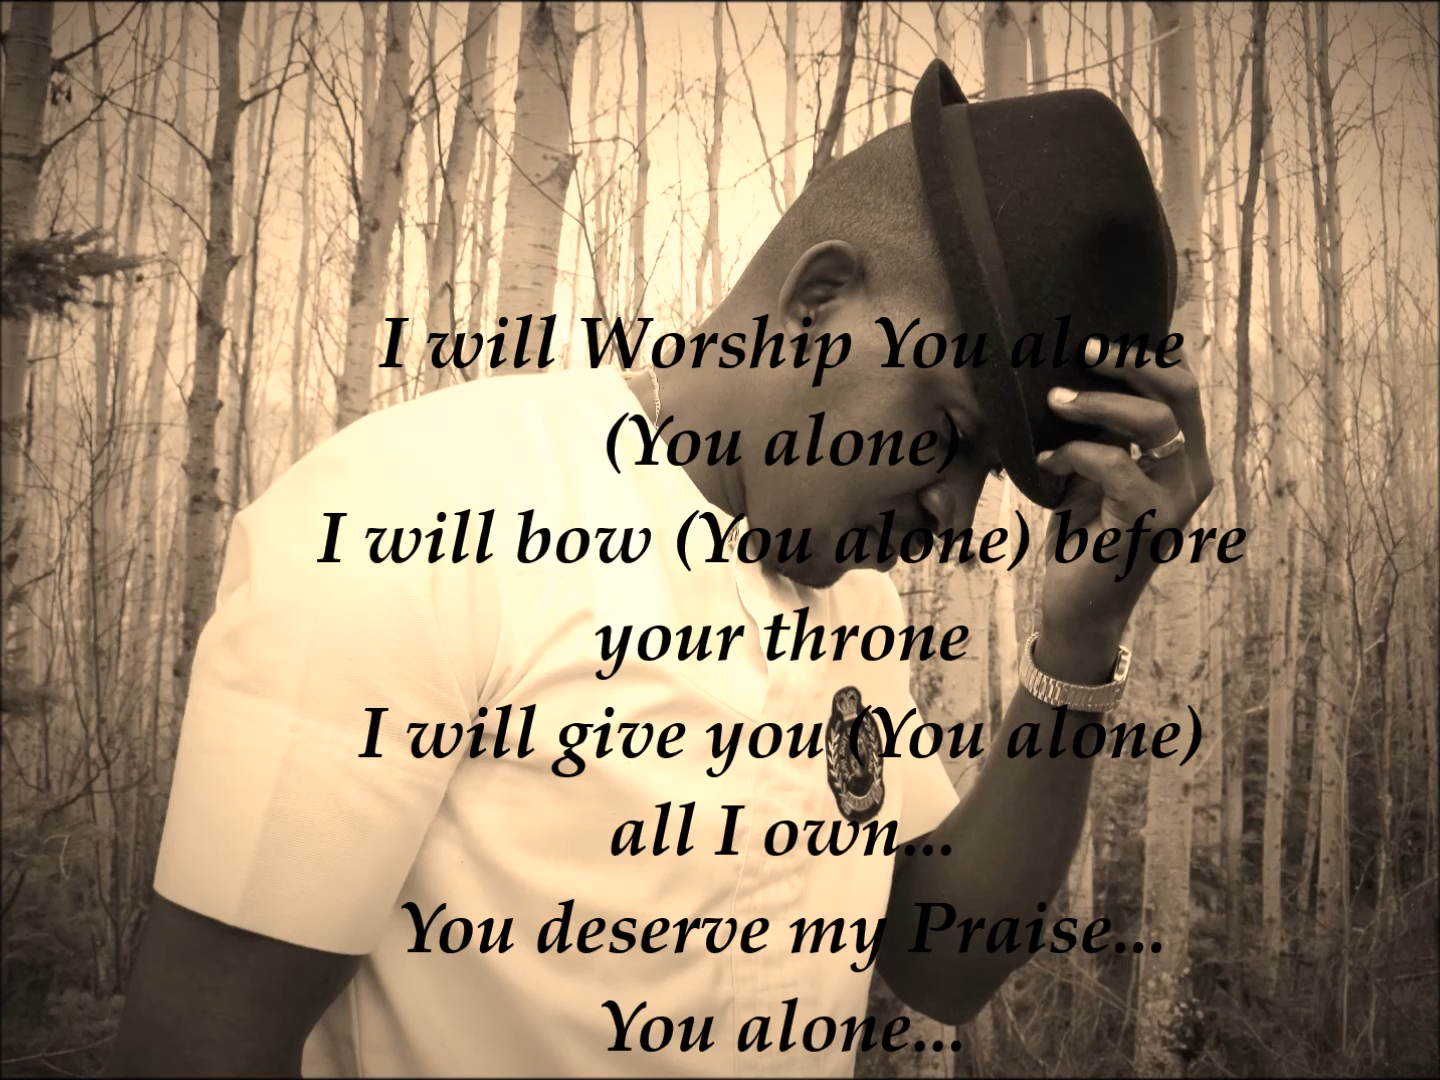 I will Worship You alone
(You alone)
I will bow (You alone) before
your throne
I will give you (You alone)
all I own...
You deserve my Praise...
You alone...